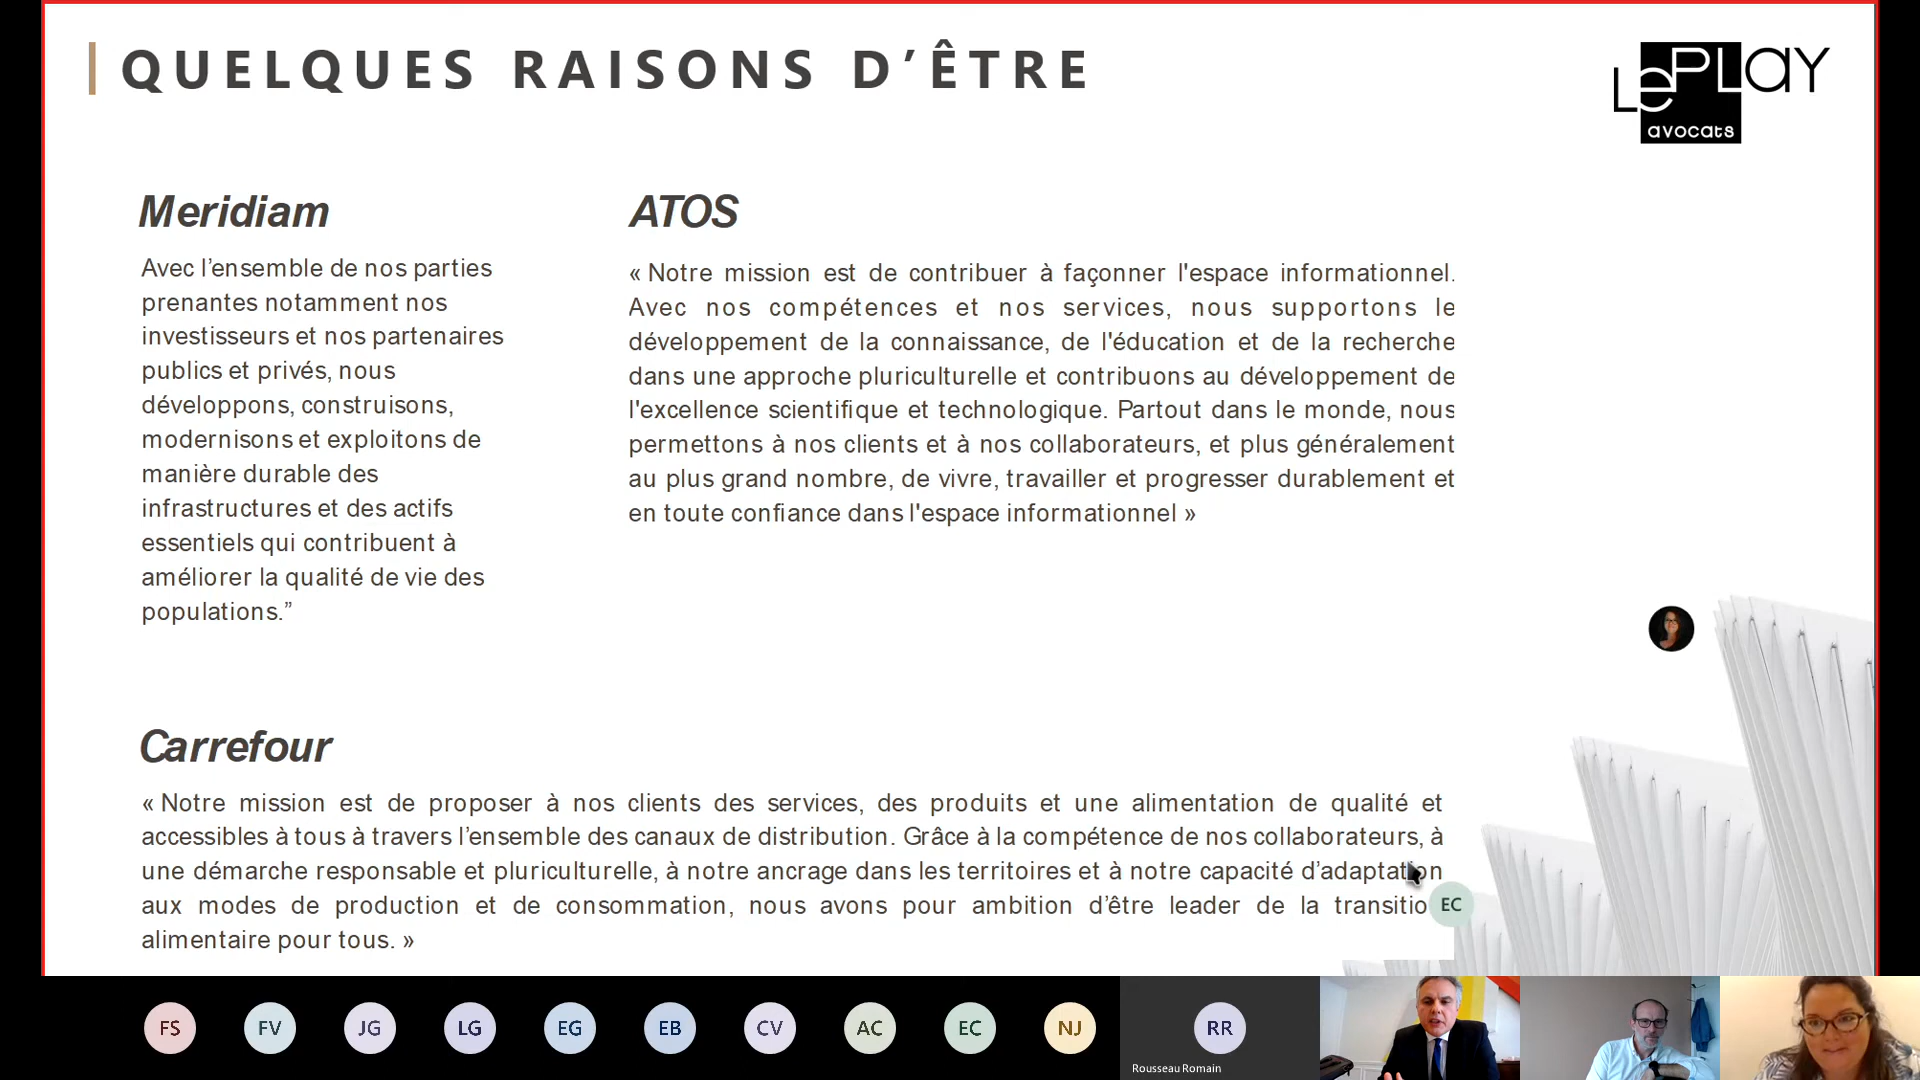 QUELQUES RAISONS D’ÊTRE
LePLay
avocats
Meridiam
Avec l’ensemble de nos parties
prenantes notamment nos
investisseurs et nos partenaires
publics et privés, nous
développons, construisons,
modernisons et exploitons de
manière durable des
infrastructures et des actifs
essentiels qui contribuent à
améliorer la qualité de vie des
populations.”
ATOS
« Notre mission est de contribuer à façonner l'espace informationnel.
Avec nos compétences et nos services, nous supportons le
développement de la connaissance, de l'éducation et de la recherche
dans une approche pluriculturelle et contribuons au développement de
l'excellence scientifique et technologique. Partout dans le monde, nous
permettons à nos clients et à nos collaborateurs, et plus généralement
au plus grand nombre, de vivre, travailler et progresser durablement et
en toute confiance dans l'espace informationnel »
Carrefour
« Notre mission est de proposer à nos clients des services, des produits et une alimentation de qualité et
accessibles à tous à travers l’ensemble des canaux de distribution. Grâce à la compétence de nos collaborateurs, à
une démarche responsable et pluriculturelle, à notre ancrage dans les territoires et à notre capacité d’adaptation
aux modes de production et de consommation, nous avons pour ambition d’être leader de la transitio
alimentaire pour tous. »
EC
FS
FV
JG
LG
EG
EB
CV
AC
EC
NJ
RR
Rousseau Romain